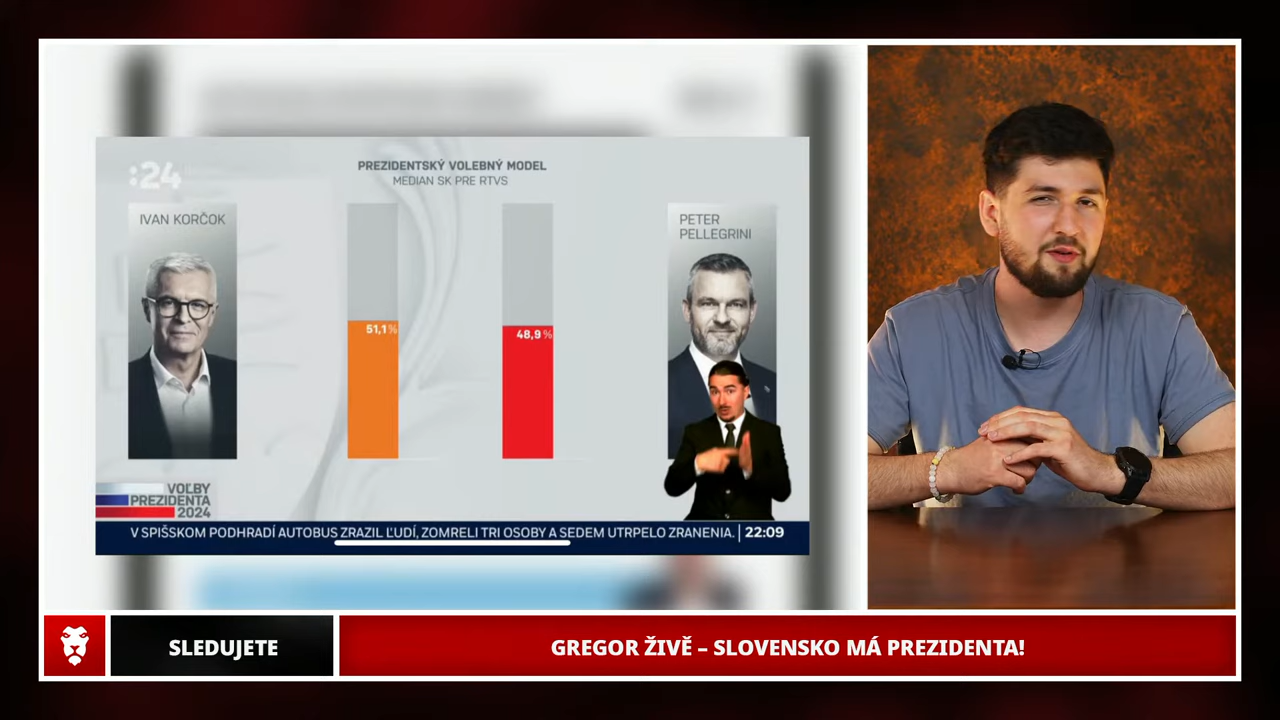 :24
PREZIDENTSKÝ VOLEBNÝ MODEL
MEDIAN SK PRE RTVS
IVAN KORČOK
51,1%
48,9%
PETER
PELLEGRINI
VOĽBY
PREZIDENTA
2024
V SPIŠSKOM PODHRADÍ AUTOBUS ZRAZIL ĽUDÍ, ZOMRELI TRI OSOBY A SEDEM UTRPELO ZRANENIA. 22:09
SLEDUJETE
GREGOR ŽIVĚ – SLOVENSKO MÁ PREZIDENTA!